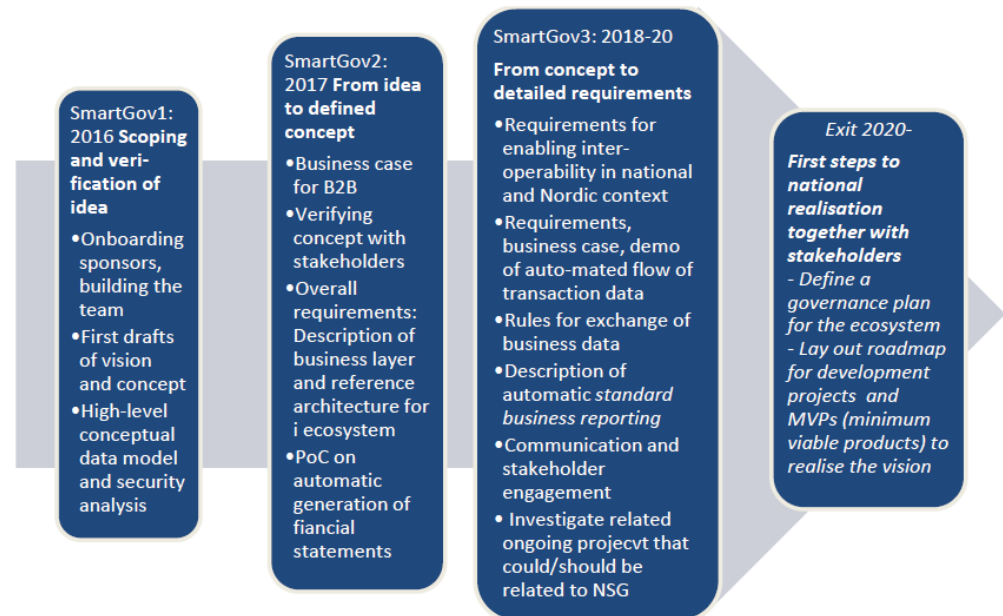 SmartGov1:
2016 Scoping
and veri-
fication of
idea
•Onboarding
sponsors,
building the
team
•First drafts
of vision
and concept
•High-level
conceptual
data model
and security
analysis
SmartGov2:
2017 From idea
to defined
concept
•Business case
for B2B
•Verifying
concept with
stakeholders
•Overall
requirements:
Description of
business layer
and reference
architecture for
i ecosystem
•PoC on
automatic
generation of
fiancial
statements
SmartGov3: 2018-20
From concept to
detailed requirements
•Requirements for
enabling inter-
operability in national
and Nordic context
•Requirements,
business case, demo
of auto-mated flow of
transaction data
•Rules for exchange of
business data
•Description of
automatic standard
business reporting
•Communication and
stakeholder
engagement
• Investigate related
ongoing projecvt that
could/should be
related to NSG
Exit 2020-
First steps to
national
realisation
together with
stakeholders
- Define a
governance plan
for the ecosystem
- Lay out roadmap
for development
projects and
MVPs (minimum
viable products) to
realise the vision